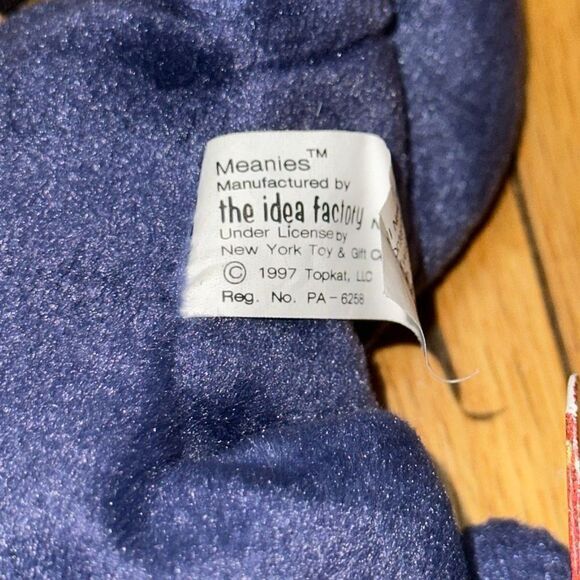 Meanies™
Manufactured by
the idea factory
Under License by
New York Toy & Gift
© 1997 Topkat, LLC
Reg. No. PA-6258